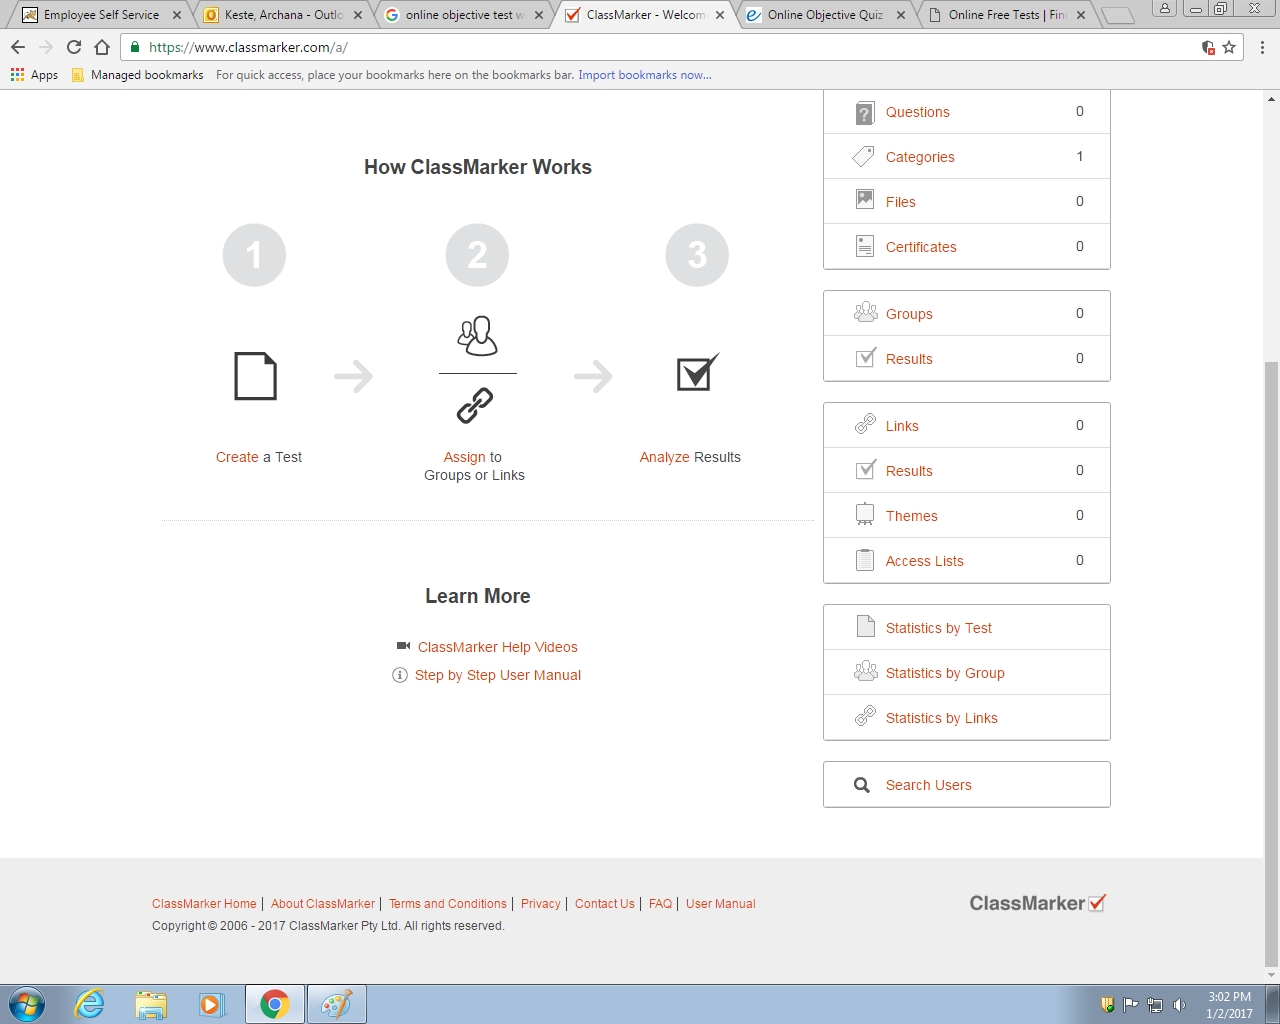 Employee Self Service
Keste, Archana - Outlo
online objective test w
ClassMarker - Welcom
Online Objective Quiz
Online Free Tests | Fin
https://www.classmarker.com/a/
Apps
Managed bookmarks
For quick access, place your bookmarks here on the bookmarks bar. Import bookmarks now...
How ClassMarker Works
1
2
3
Create a Test
Assign to
Groups or Links
Analyze Results
Learn More
ClassMarker Help Videos
Step by Step User Manual
Questions 0
Categories 1
Files 0
Certificates 0
Groups 0
Results 0
Links 0
Results 0
Themes 0
Access Lists 0
Statistics by Test
Statistics by Group
Statistics by Links
Search Users
ClassMarker Home | About ClassMarker | Terms and Conditions | Privacy | Contact Us | FAQ | User Manual
Copyright © 2006 - 2017 ClassMarker Pty Ltd. All rights reserved.
ClassMarker
3:02 PM
1/2/2017